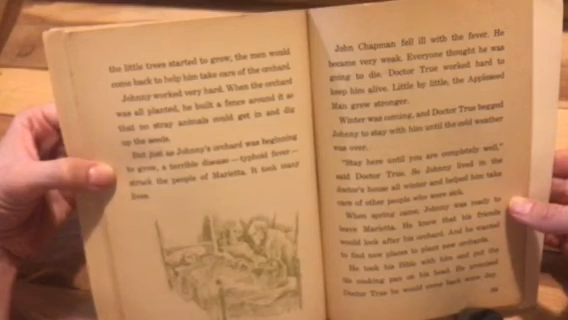 the little trees started to grow, the men would
come back to help him take care of the orchard.
Johnny worked very hard. When the orchard
was all planted, he built a fence around it so
that no stray animals could get in and dig
up the seeds.
But just as Johnny's orchard was beginning
to grow, a terrible disease — typhoid fever —
struck the people of Marietta. It took many
lives.
John Chapman fell ill with the fever. He
became very weak. Everyone thought he was
going to die. Doctor True worked hard to
keep him alive. Little by little, the Appleseed
Man grew stronger.
Winter was coming, and Doctor True begged
Johnny to stay with him until the cold weather
was over.
"Stay here until you are completely well,"
said Doctor True. So Johnny lived in the
doctor's house all winter and helped him take
care of other people who were sick.
When spring came, Johnny was ready to
leave Marietta. He knew that his friends
would look after his orchard. And he wanted
to find new places to plant new orchards.
He took his Bible with him and put the
his cooking pan on his head. He promised
Doctor True he would come back some day.